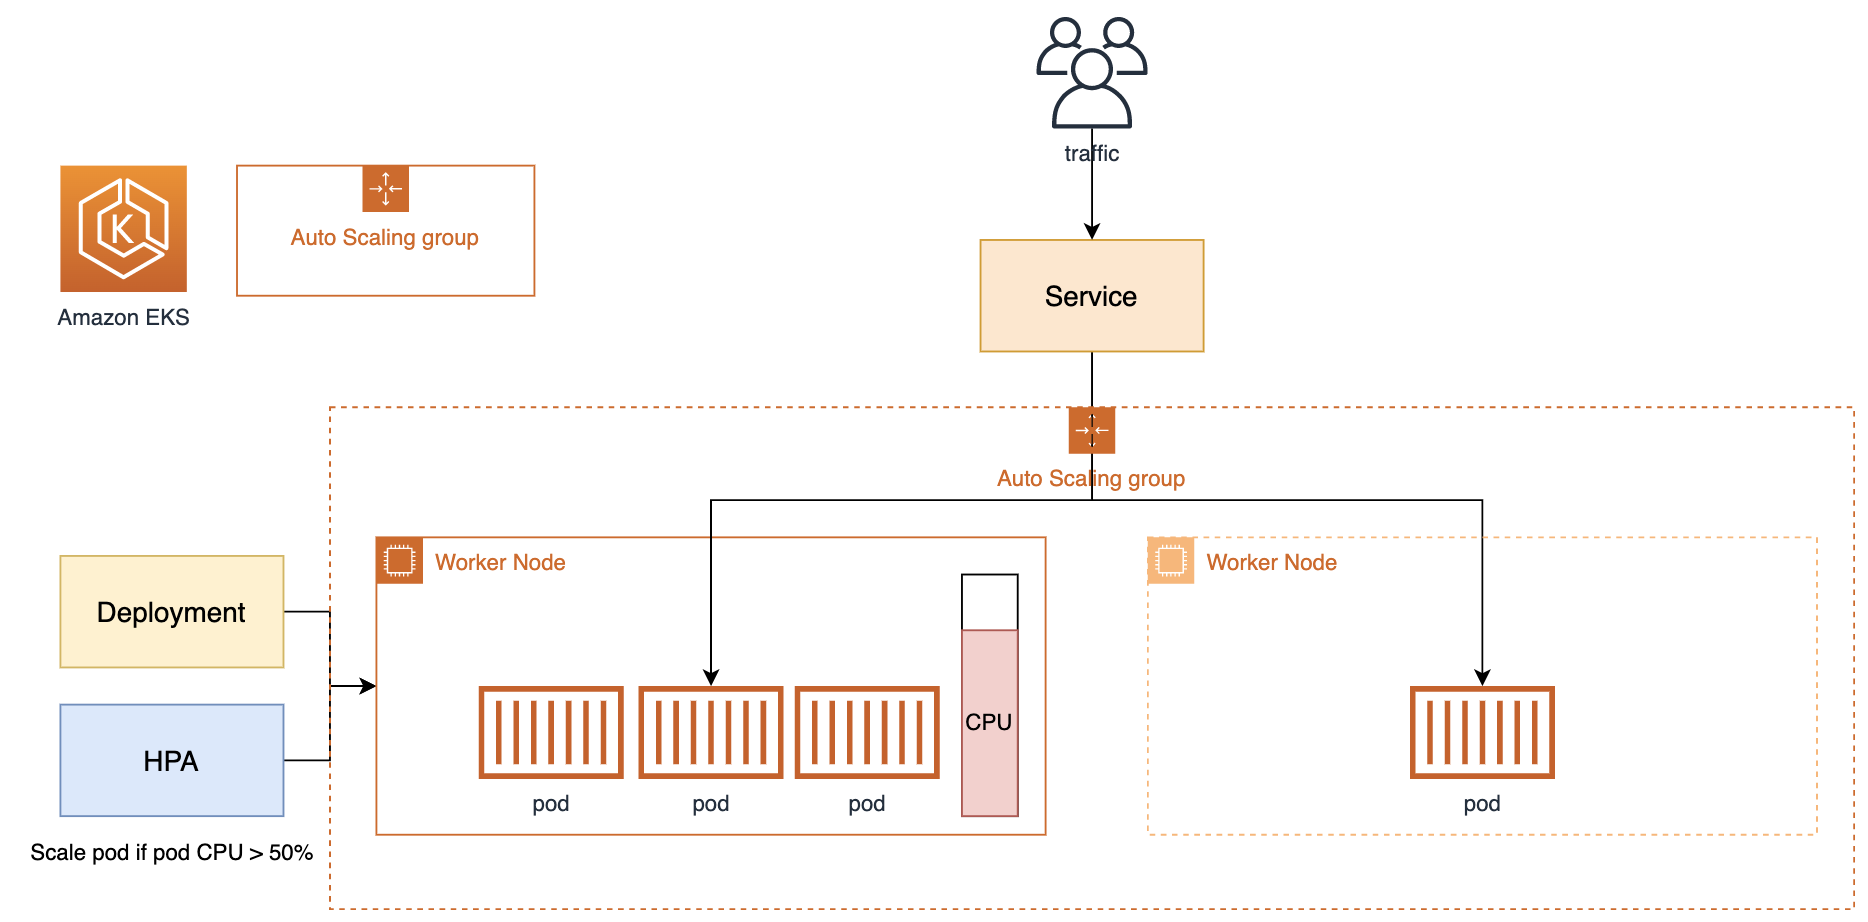 traffic
Amazon EKS
Auto Scaling group
Service
Auto Scaling group
Deployment
HPA
Scale pod if pod CPU > 50%
Worker Node
CPU
pod
pod
pod
Worker Node
pod